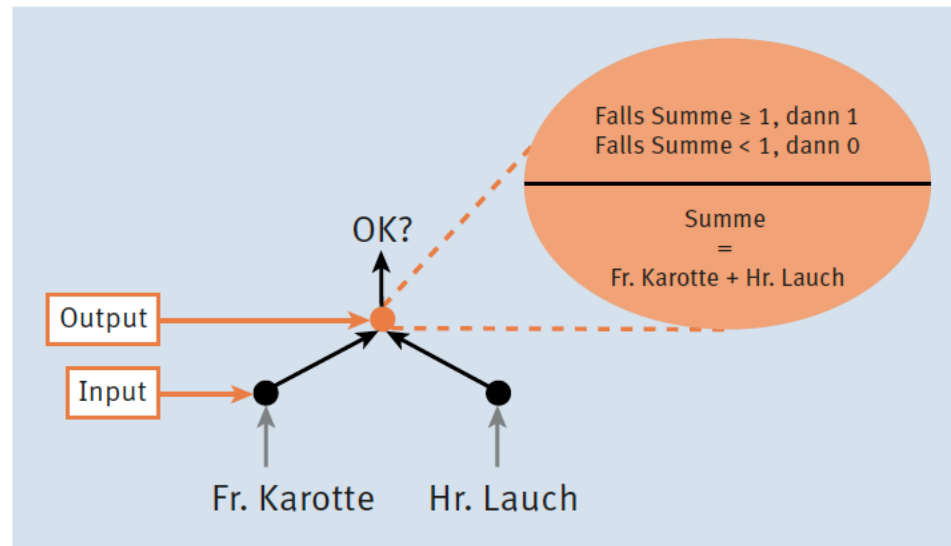 Falls Summe ≥ 1, dann 1
Falls Summe < 1, dann 0
Summe
=
Fr. Karotte + Hr. Lauch
OK?
Output
Input
Fr. Karotte
Hr. Lauch